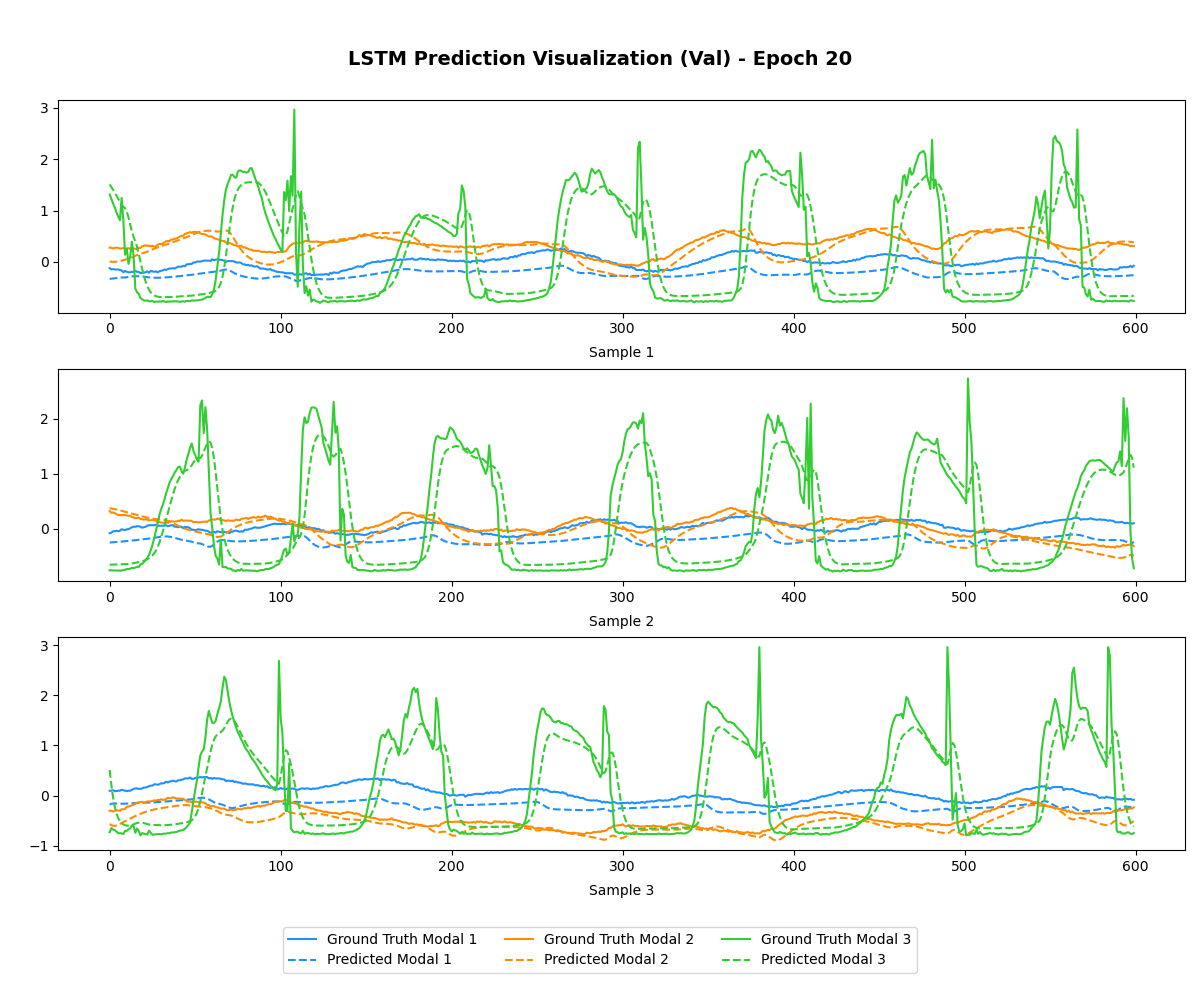 LSTM Prediction Visualization (Val) - Epoch 20
3
2
1
0
0 100 200 300 400 500 600
Sample 1
2
1
0
0 100 200 300 400 500 600
Sample 2
3
2
1
0
−1
0 100 200 300 400 500 600
Sample 3
Ground Truth Modal 1 Ground Truth Modal 2 Ground Truth Modal 3
Predicted Modal 1 Predicted Modal 2 Predicted Modal 3